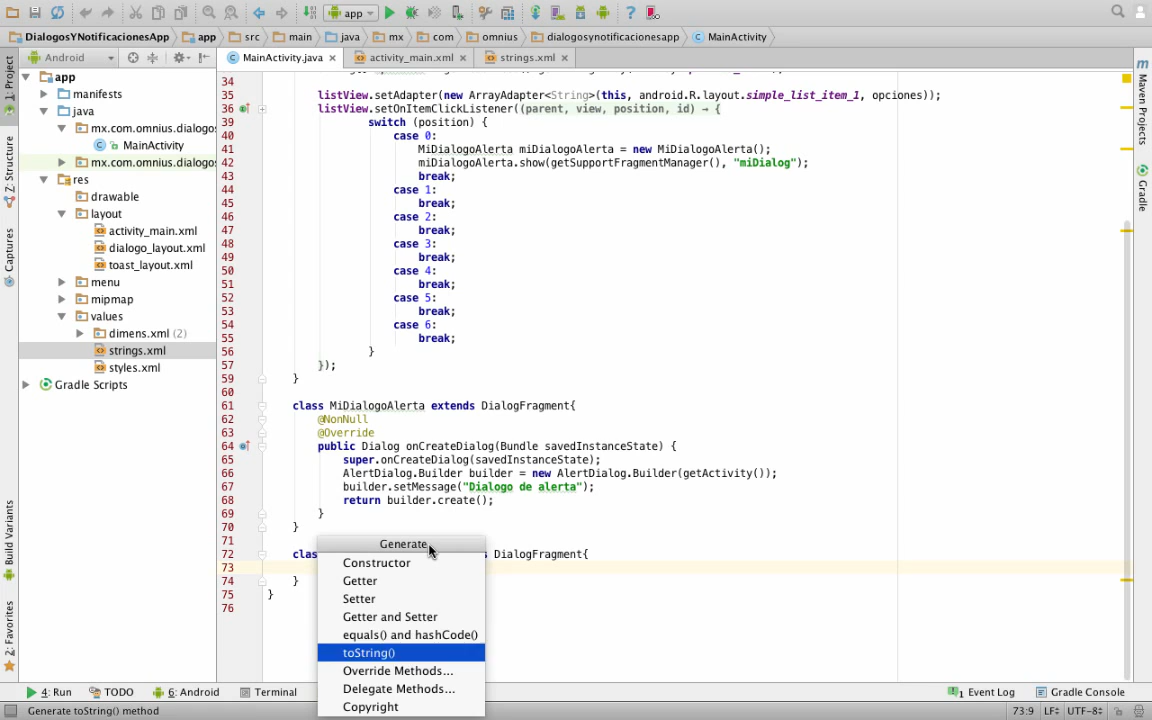 app
DialogosYNotificacionesApp app src main java mx com omnius dialogosynotificacionesapp MainActivity
1: Project
Z: Structure
Captures
Build Variants
2: Favorites
Android
app
manifests
java
mx.com.omnius.dialogos
MainActivity
mx.com.omnius.dialogos
res
drawable
layout
activity_main.xml
dialogo_layout.xml
toast_layout.xml
menu
mipmap
values
dimens.xml (2)
strings.xml
styles.xml
Gradle Scripts
MainActivity.java activity_main.xml strings.xml
34
35 listView.setAdapter(new ArrayAdapter<String>(this, android.R.layout.simple_list_item_1, opciones));
36 listView.setOnItemClickListener((parent, view, position, id) → {
39 switch (position) {
40 case 0:
41 MiDialogoAlerta miDialogoAlerta = new MiDialogoAlerta();
42 miDialogoAlerta.show(getSupportFragmentManager(), "miDialog");
43 break;
44 case 1:
45 break;
46 case 2:
47 break;
48 case 3:
49 break;
50 case 4:
51 break;
52 case 5:
53 break;
54 case 6:
55 break;
56 }
57 });
59 }
60
61 class MiDialogoAlerta extends DialogFragment{
62 @NonNull
63 @Override
64 public Dialog onCreateDialog(Bundle savedInstanceState) {
65 super.onCreateDialog(savedInstanceState);
66 AlertDialog.Builder builder = new AlertDialog.Builder(getActivity());
67 builder.setMessage("Dialogo de alerta");
68 return builder.create();
69 }
70 }
71
72 clas s DialogFragment{
73
74 }
75 }
76
Generate
Constructor
Getter
Setter
Getter and Setter
equals() and hashCode()
toString()
Override Methods...
Delegate Methods...
Copyright
Maven Projects
Gradle
4: Run TODO 6: Android Terminal 1 Event Log Gradle Console
Generate toString() method 73:9 LF÷ UTF-8÷